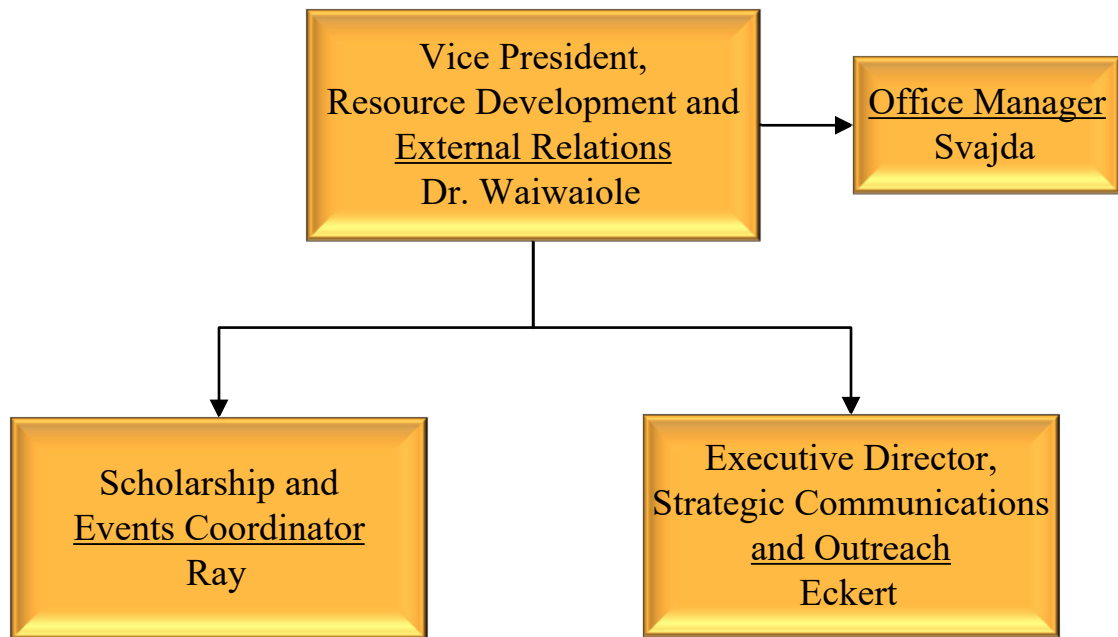 Vice President,
Resource Development and
External Relations
Dr. Waiwaiole
Office Manager
Svajda
Scholarship and
Events Coordinator
Ray
Executive Director,
Strategic Communications
and Outreach
Eckert